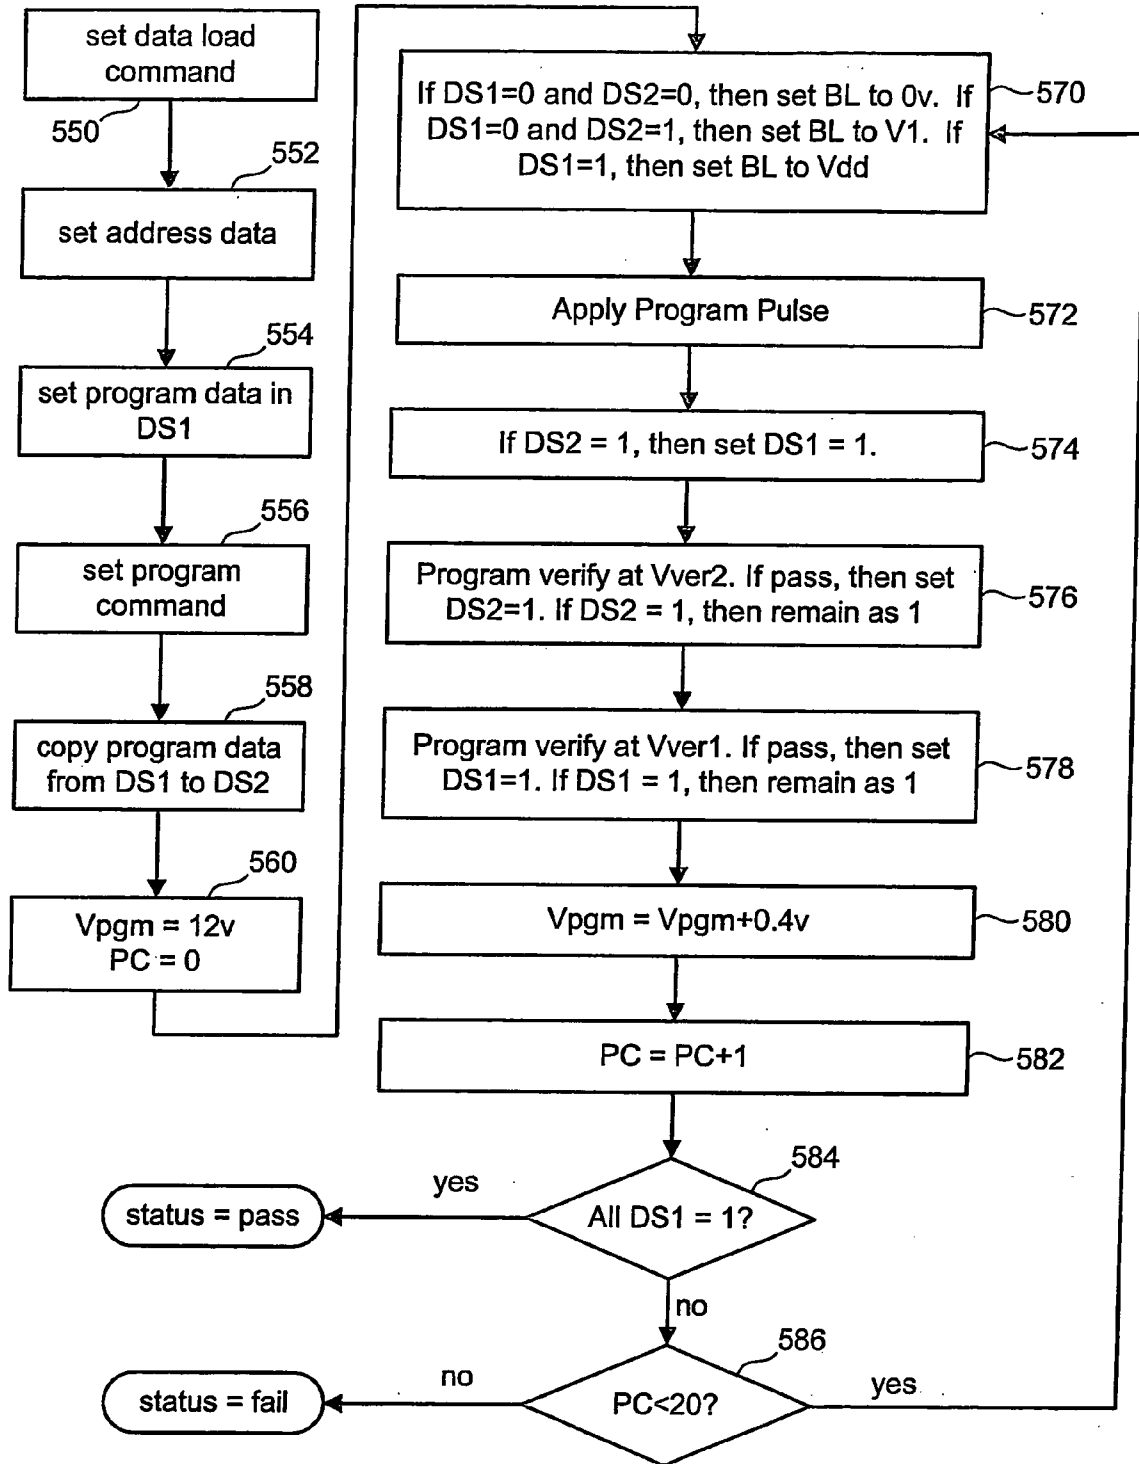 set data load
command
550
552
set address data
554
set program data in
DS1
556
set program
command
558
copy program data
from DS1 to DS2
560
Vpgm = 12v
PC = 0
If DS1=0 and DS2=0, then set BL to 0v. If
DS1=0 and DS2=1, then set BL to V1. If
DS1=1, then set BL to Vdd
570
Apply Program Pulse
572
If DS2 = 1, then set DS1 = 1.
574
Program verify at Vver2. If pass, then set
DS2=1. If DS2 = 1, then remain as 1
576
Program verify at Vver1. If pass, then set
DS1=1. If DS1 = 1, then remain as 1
578
Vpgm = Vpgm+0.4v
580
PC = PC+1
582
584
All DS1 = 1?
yes
status = pass
no
586
PC<20?
no
status = fail
yes